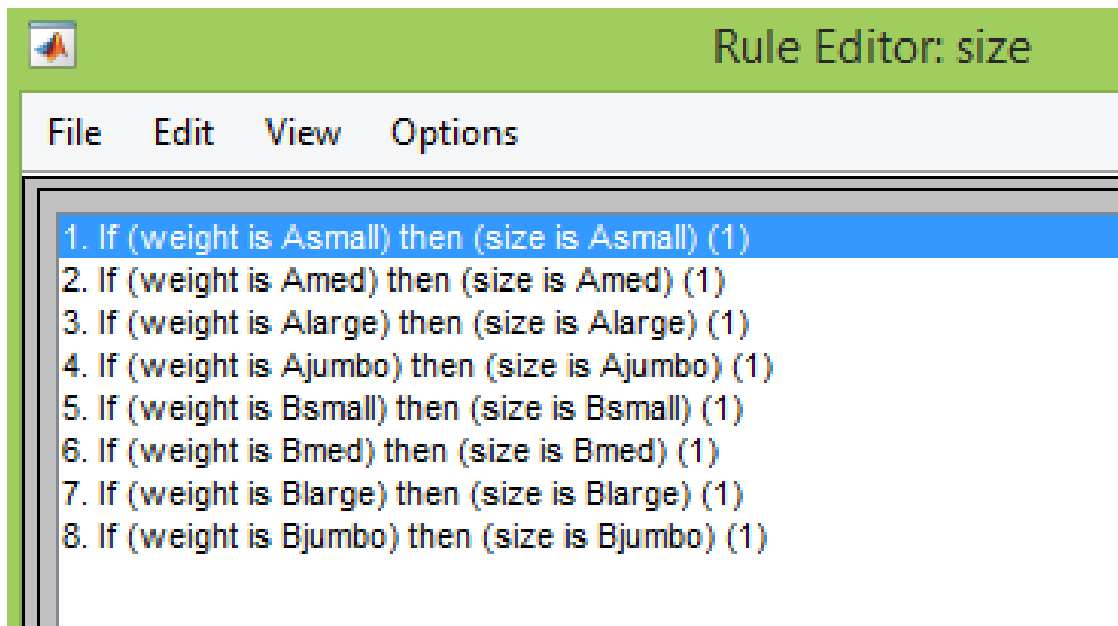 Rule Editor: size
File Edit View Options
1. If (weight is Asmall) then (size is Asmall) (1)
2. If (weight is Amed) then (size is Amed) (1)
3. If (weight is Alarge) then (size is Alarge) (1)
4. If (weight is Ajumbo) then (size is Ajumbo) (1)
5. If (weight is Bsmall) then (size is Bsmall) (1)
6. If (weight is Bmed) then (size is Bmed) (1)
7. If (weight is Blarge) then (size is Blarge) (1)
8. If (weight is Bjumbo) then (size is Bjumbo) (1)